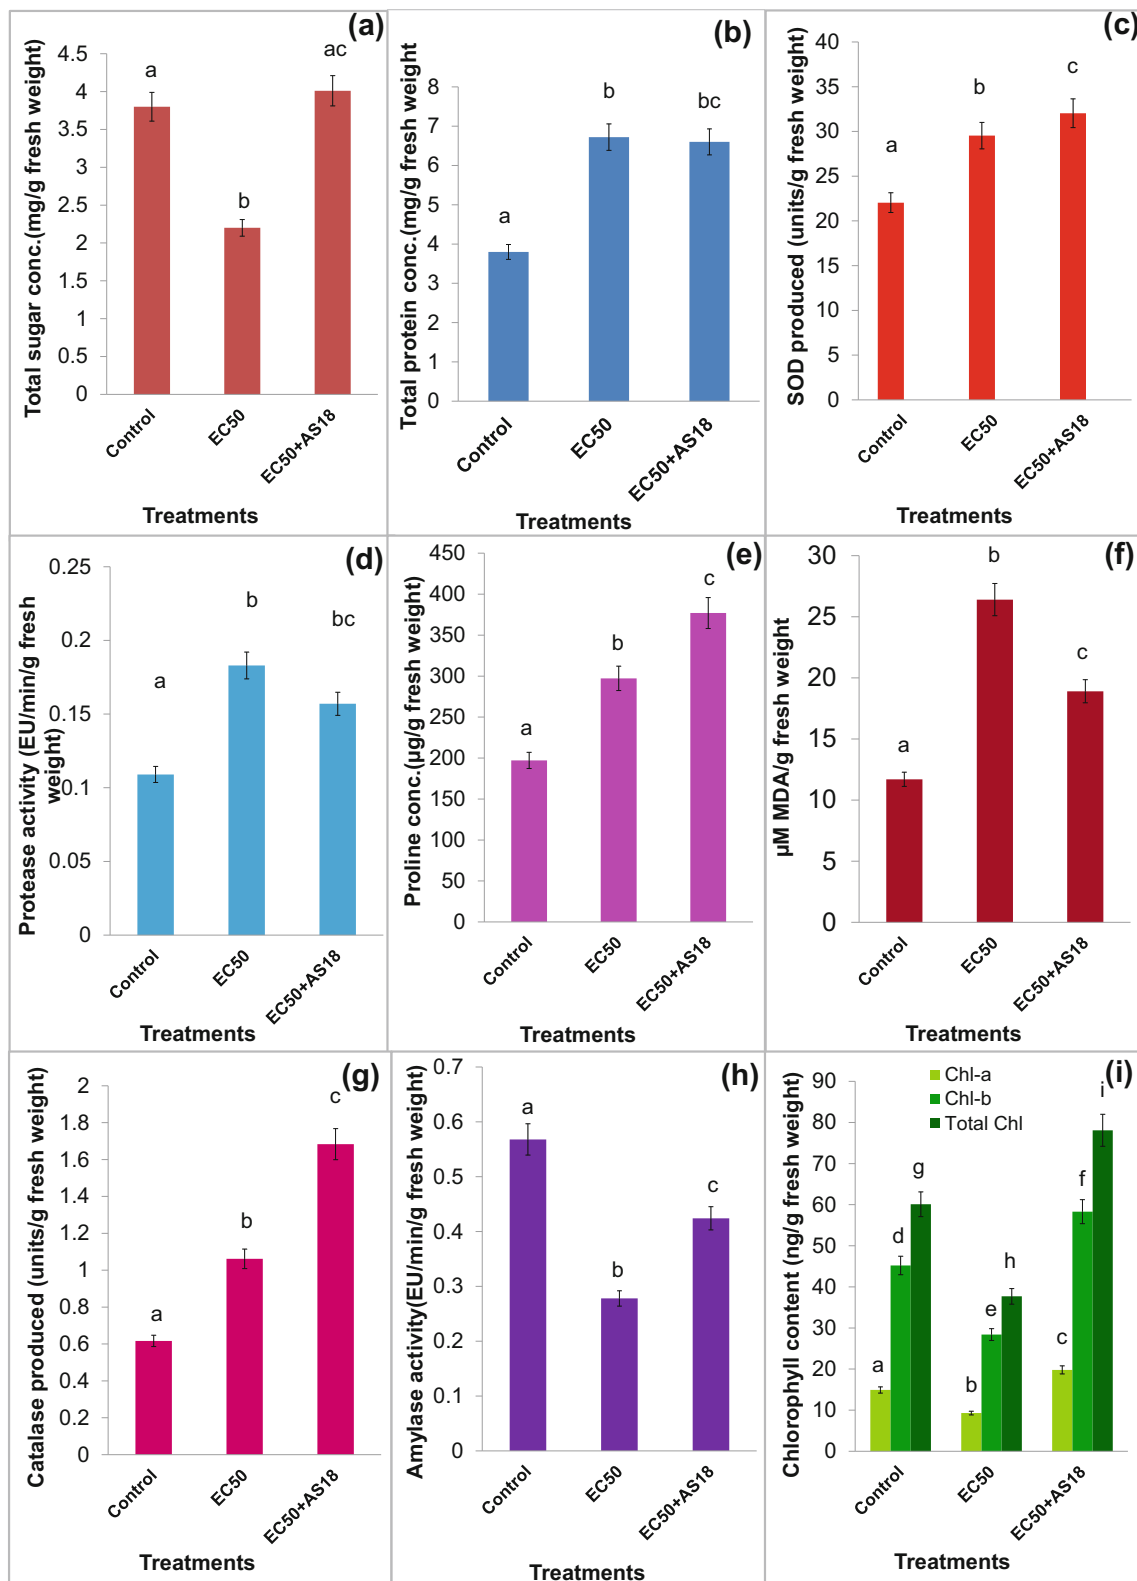 (a)
Total sugar conc.(mg/g fresh weight)
4.5
4
3.5
3
2.5
2
1.5
1
0.5
0
a
b
ac
Control
EC50
EC50+AS18
Treatments
(b)
Total protein conc.(mg/g fresh weight)
8
7
6
5
4
3
2
1
0
a
b
bc
Control
EC50
EC50+AS18
Treatments
(c)
SOD produced (units/g fresh weight)
40
35
30
25
20
15
10
5
0
a
b
c
Control
EC50
EC50+AS18
Treatments
(d)
Protease activity (EU/min/g fresh
weight)
0.25
0.2
0.15
0.1
0.05
0
a
b
bc
Control
EC50
EC50+AS18
Treatments
(e)
Proline conc.(µg/g fresh weight)
450
400
350
300
250
200
150
100
50
0
a
b
c
Control
EC50
EC50+AS18
Treatments
(f)
µM MDA/g fresh weight
30
25
20
15
10
5
0
a
b
c
Control
EC50
EC50+AS18
Treatments
(g)
Catalase produced (units/g fresh weight)
2
1.8
1.6
1.4
1.2
1
0.8
0.6
0.4
0.2
0
a
b
c
Control
EC50
EC50+AS18
Treatments
(h)
Amylase activity(EU/min/g fresh weight)
0.7
0.6
0.5
0.4
0.3
0.2
0.1
0
a
b
c
Control
EC50
EC50+AS18
Treatments
(i)
Chl-a
Chl-b
Total Chl
Chlorophyll content (ng/g fresh weight)
90
80
70
60
50
40
30
20
10
0
a
d
g
b
e
h
c
f
i
Control
EC50
EC50+AS18
Treatments